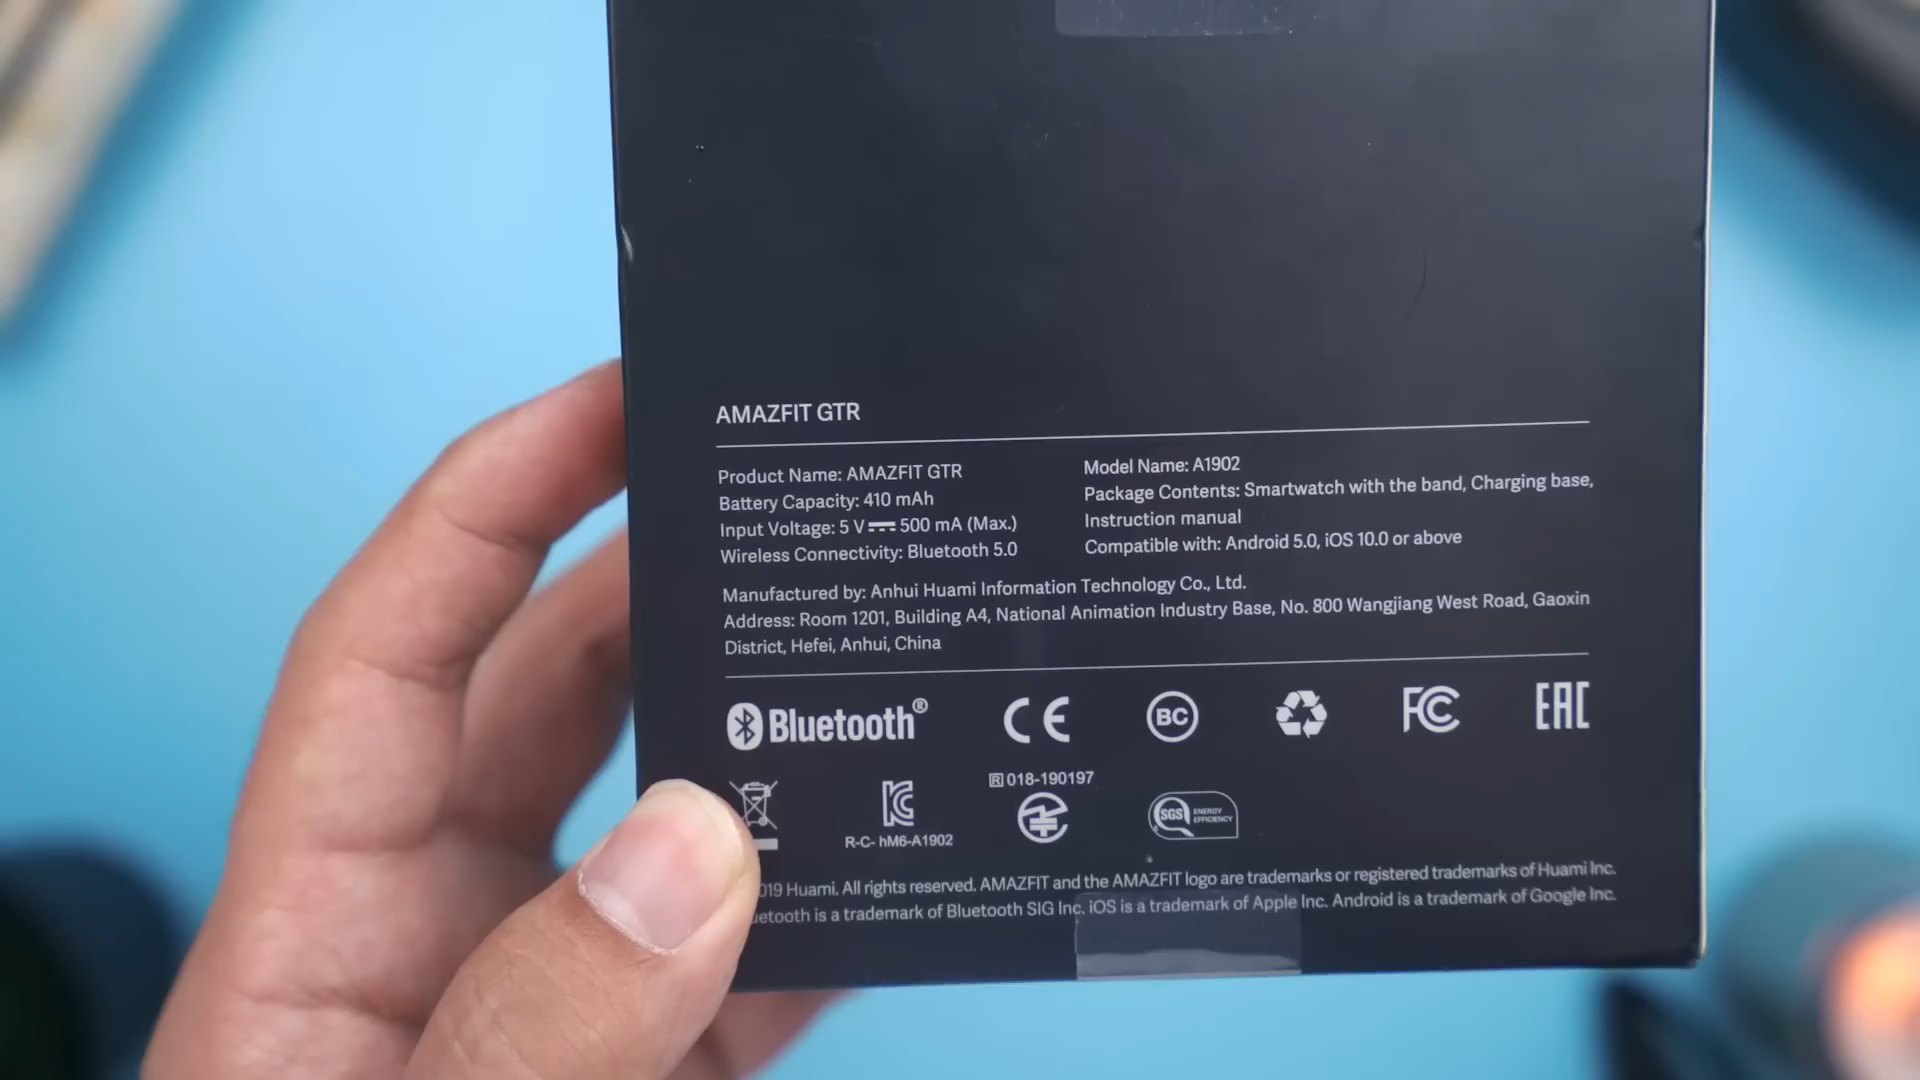 AMAZFIT GTR
Product Name: AMAZFIT GTR
Battery Capacity: 410 mAh
Input Voltage: 5 V⎓500 mA (Max.)
Wireless Connectivity: Bluetooth 5.0
Model Name: A1902
Package Contents: Smartwatch with the band, Charging base,
Instruction manual
Compatible with: Android 5.0, iOS 10.0 or above
Manufactured by: Anhui Huami Information Technology Co., Ltd.
Address: Room 1201, Building A4, National Animation Industry Base, No. 800 Wangjiang West Road, Gaoxin
District, Hefei, Anhui, China
Bluetooth® CE BC FC EAC
R 018-190197
R-C- hM6-A1902
SGS ENERGY
EFFICIENCY
Huami. All rights reserved. AMAZFIT and the AMAZFIT logo are trademarks or registered trademarks of Huami Inc.
is a trademark of Bluetooth SIG Inc. iOS is a trademark of Apple Inc. Android is a trademark of Google Inc.